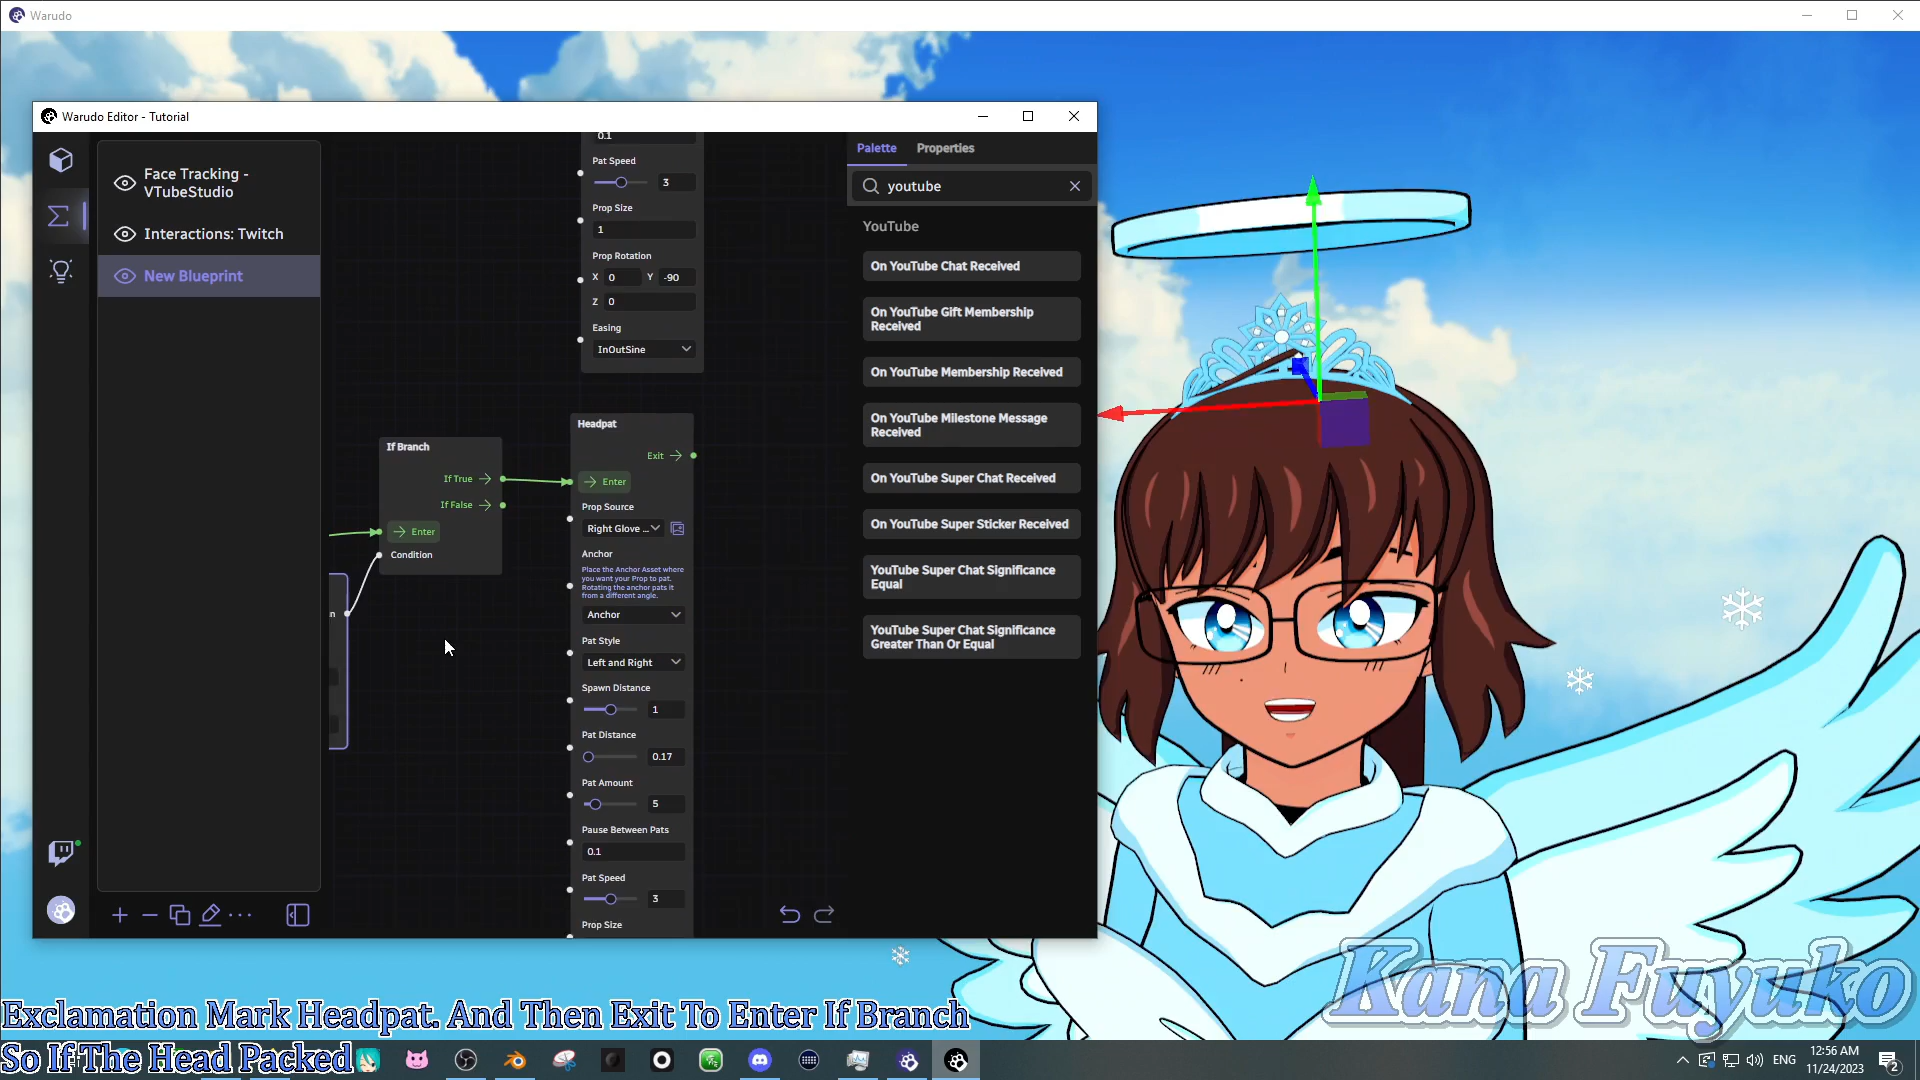 Warudo
Warudo Editor - Tutorial
Face Tracking -
VTubeStudio
Interactions: Twitch
New Blueprint
0.1
Pat Speed
3
Prop Size
1
Prop Rotation
X 0 Y -90
Z 0
Easing
InOutSine
If Branch
If True
If False
Enter
Condition
n
Headpat
Exit
Enter
Prop Source
Right Glove ...
Anchor
Place the Anchor Asset where
you want your Prop to pat.
Rotating the anchor pats it
from a different angle.
Anchor
Pat Style
Left and Right
Spawn Distance
1
Pat Distance
0.17
Pat Amount
5
Pause Between Pats
0.1
Pat Speed
3
Prop Size
Palette Properties
youtube
YouTube
On YouTube Chat Received
On YouTube Gift Membership
Received
On YouTube Membership Received
On YouTube Milestone Message
Received
On YouTube Super Chat Received
On YouTube Super Sticker Received
YouTube Super Chat Significance
Equal
YouTube Super Chat Significance
Greater Than Or Equal
Kana Fuyuko
Exclamation Mark Headpat. And Then Exit To Enter If Branch
So If The Head Packed
ENG
12:56 AM
11/24/2023
2